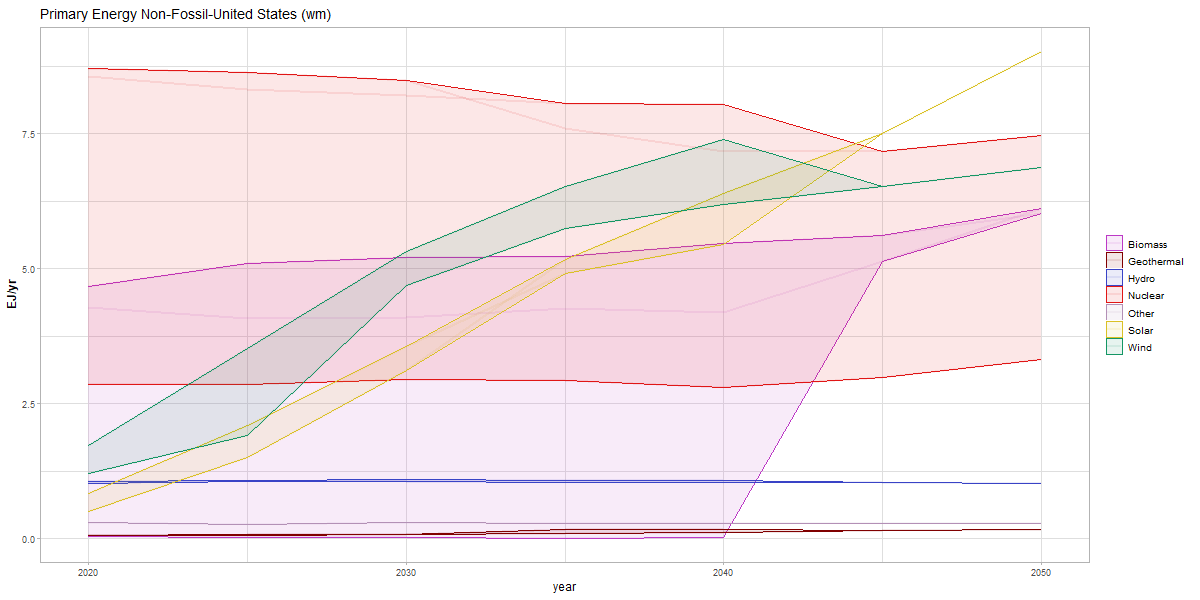 Primary Energy Non-Fossil-United States (wm)
7.5
5.0
2.5
0.0
EJ/yr
2020
2030
2040
2050
year
Biomass
Geothermal
Hydro
Nuclear
Other
Solar
Wind